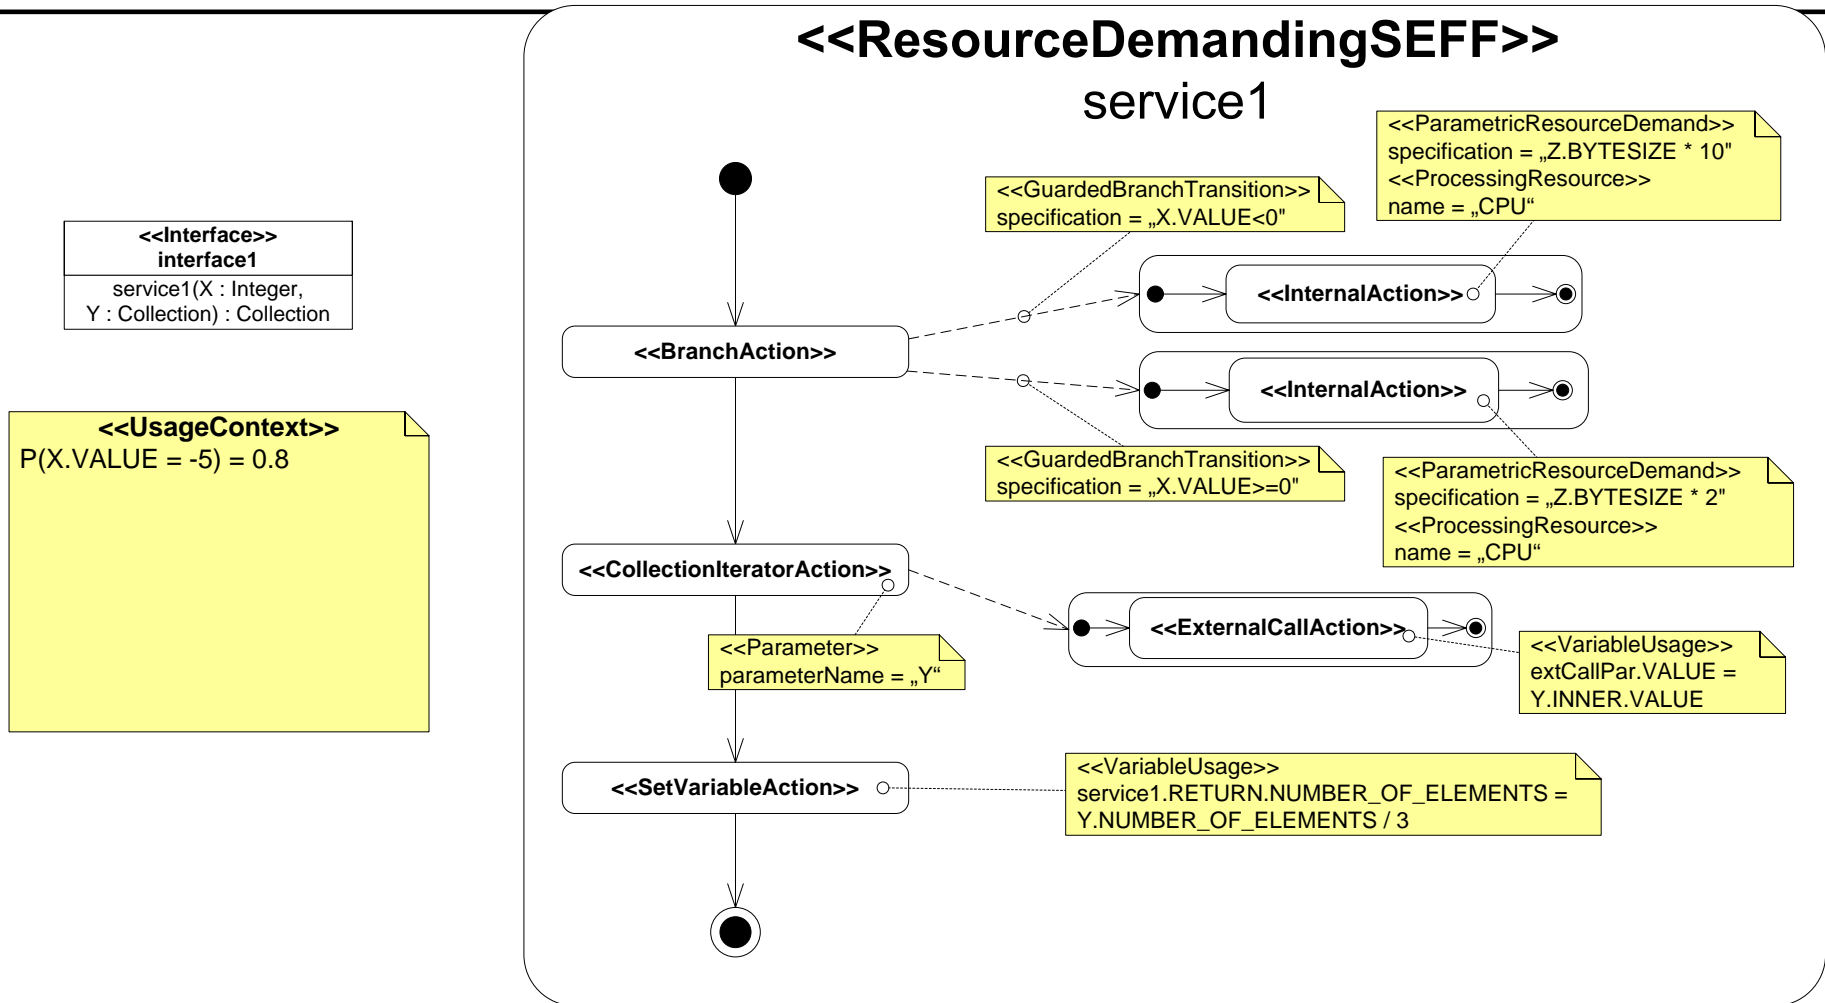 <<ResourceDemandingSEFF>>
service1
<<Interface>>
interface1
service1(X : Integer,
Y : Collection) : Collection
<<UsageContext>>
P(X.VALUE = -5) = 0.8
<<GuardedBranchTransition>>
specification = „X.VALUE<0"
<<ParametricResourceDemand>>
specification = „Z.BYTESIZE * 10"
<<ProcessingResource>>
name = „CPU“
<<InternalAction>>
<<BranchAction>>
<<InternalAction>>
<<GuardedBranchTransition>>
specification = „X.VALUE>=0"
<<ParametricResourceDemand>>
specification = „Z.BYTESIZE * 2"
<<ProcessingResource>>
name = „CPU“
<<CollectionIteratorAction>>
<<Parameter>>
parameterName = „Y“
<<ExternalCallAction>>
<<VariableUsage>>
extCallPar.VALUE =
Y.INNER.VALUE
<<SetVariableAction>>
<<VariableUsage>>
service1.RETURN.NUMBER_OF_ELEMENTS =
Y.NUMBER_OF_ELEMENTS / 3